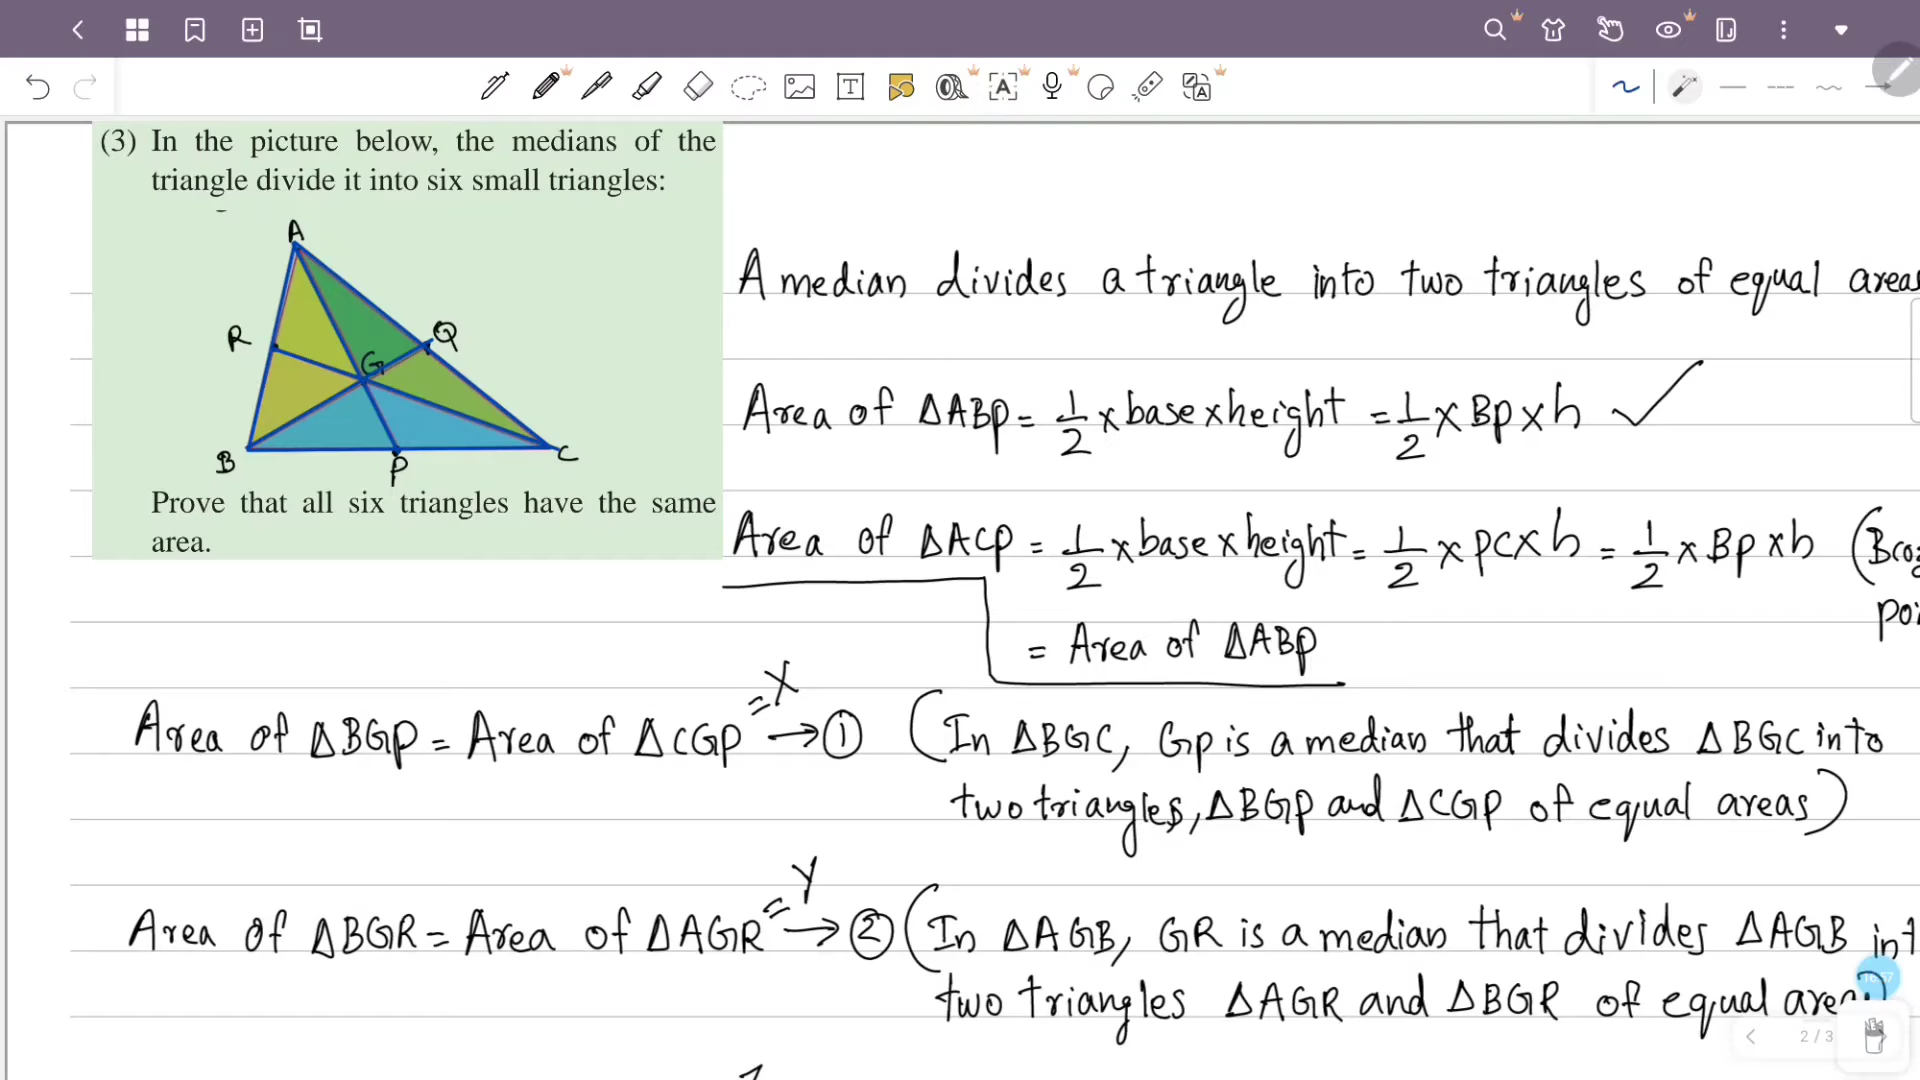 (3) In the picture below, the medians of the
triangle divide it into six small triangles:
A
R
Q
G
B
P
C
Prove that all six triangles have the same
area.
A median divides a triangle into two triangles of equal areas
Area of ΔABP = 1/2 x base x height = 1/2 x BP x h ✓
Area of ΔACP = 1/2 x base x height = 1/2 x PC x h = 1/2 x BP x h
= Area of ΔABP
Area of ΔBGP = Area of ΔCGP = X → ① (In ΔBGC, GP is a median that divides ΔBGC into
two triangles, ΔBGP and ΔCGP of equal areas)
Area of ΔBGR = Area of ΔAGR = Y → ② (In ΔAGB, GR is a median that divides ΔAGB int
two triangles ΔAGR and ΔBGR of equal area)
2/3